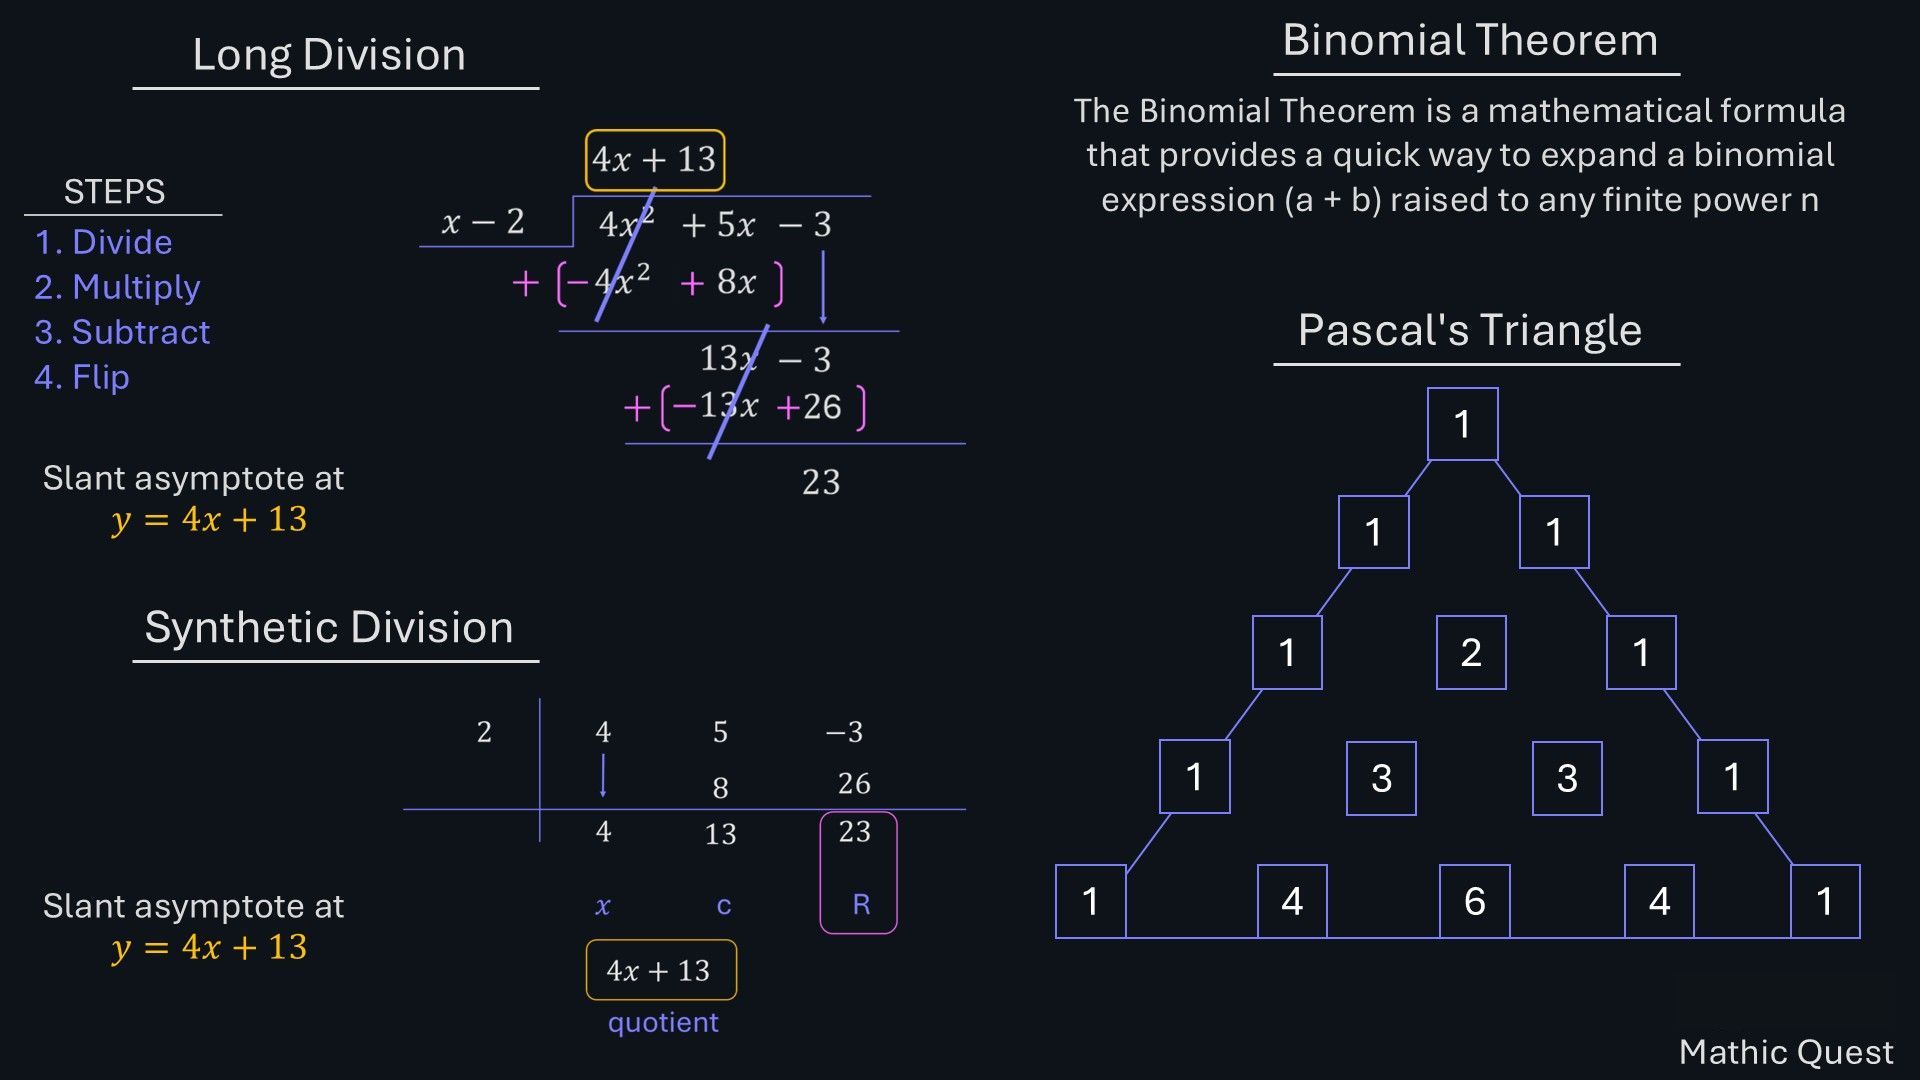 Long Division
STEPS
1. Divide
2. Multiply
3. Subtract
4. Flip
4x + 13
x − 2 4x² + 5x − 3
+ (−4x² + 8x )
13x − 3
+(−13x +26 )
23
Slant asymptote at
y = 4x + 13
Synthetic Division
2 4 5 −3
8 26
4 13 23
x c R
4x + 13
quotient
Slant asymptote at
y = 4x + 13
Binomial Theorem
The Binomial Theorem is a mathematical formula
that provides a quick way to expand a binomial
expression (a + b) raised to any finite power n
Pascal's Triangle
1
1 1
1 2 1
1 3 3 1
1 4 6 4 1
Mathic Quest